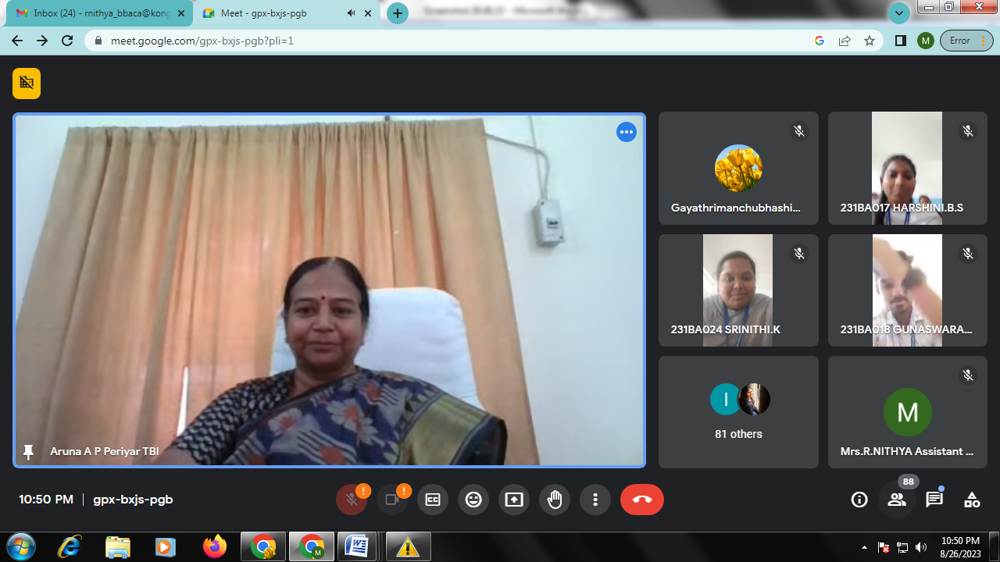 Inbox (24) - rnithya_bbaca@kong
Meet - gpx-bxjs-pgb
meet.google.com/gpx-bxjs-pgb?pli=1
M
Error
Gayathrimanchubhashi...
231BA017 HARSHINI.B.S
231BA024 SRINITHI.K
231BA018 GUNASWARA...
I
81 others
M
Mrs.R.NITHYA Assistant ...
Aruna A P Periyar TBI
10:50 PM | gpx-bxjs-pgb
88
10:50 PM
8/26/2023